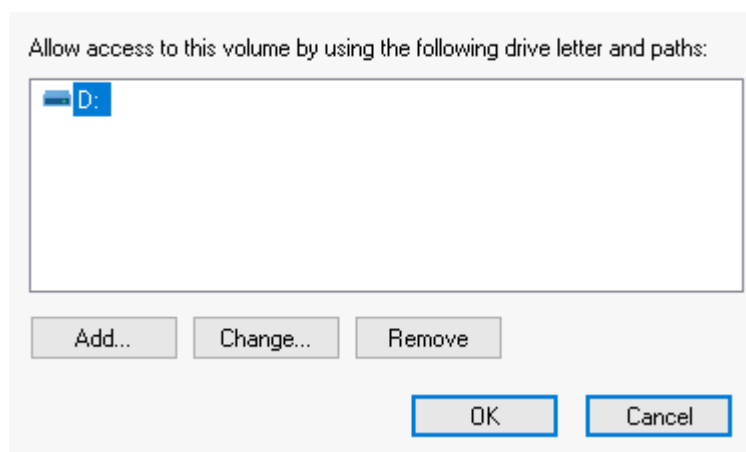 Allow access to this volume by using the following drive letter and paths:
D:
Add... Change... Remove
OK Cancel